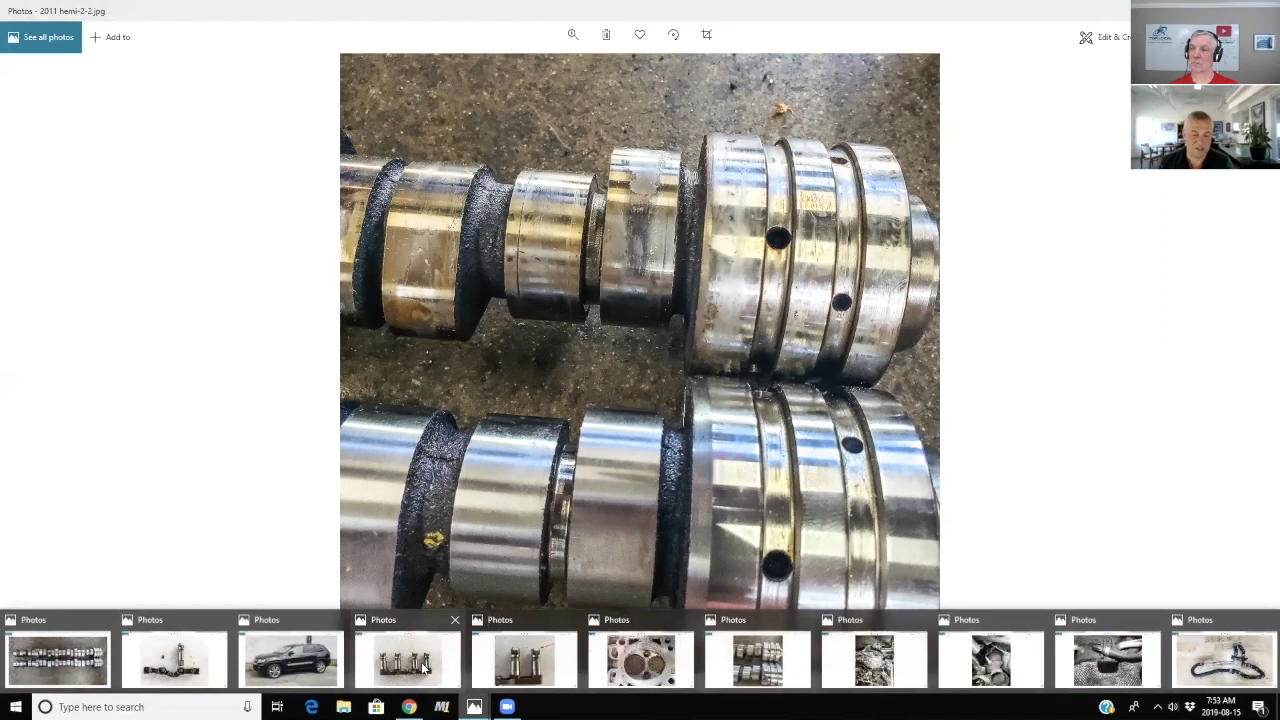 Photos - 2011 hemi-2-2.jpg
See all photos
Add to
Edit & Cr
Photos
Photos
Photos
Photos
Photos
Photos
Photos
Photos
Photos
Photos
Photos
Type here to search
7:53 AM
2019-08-15